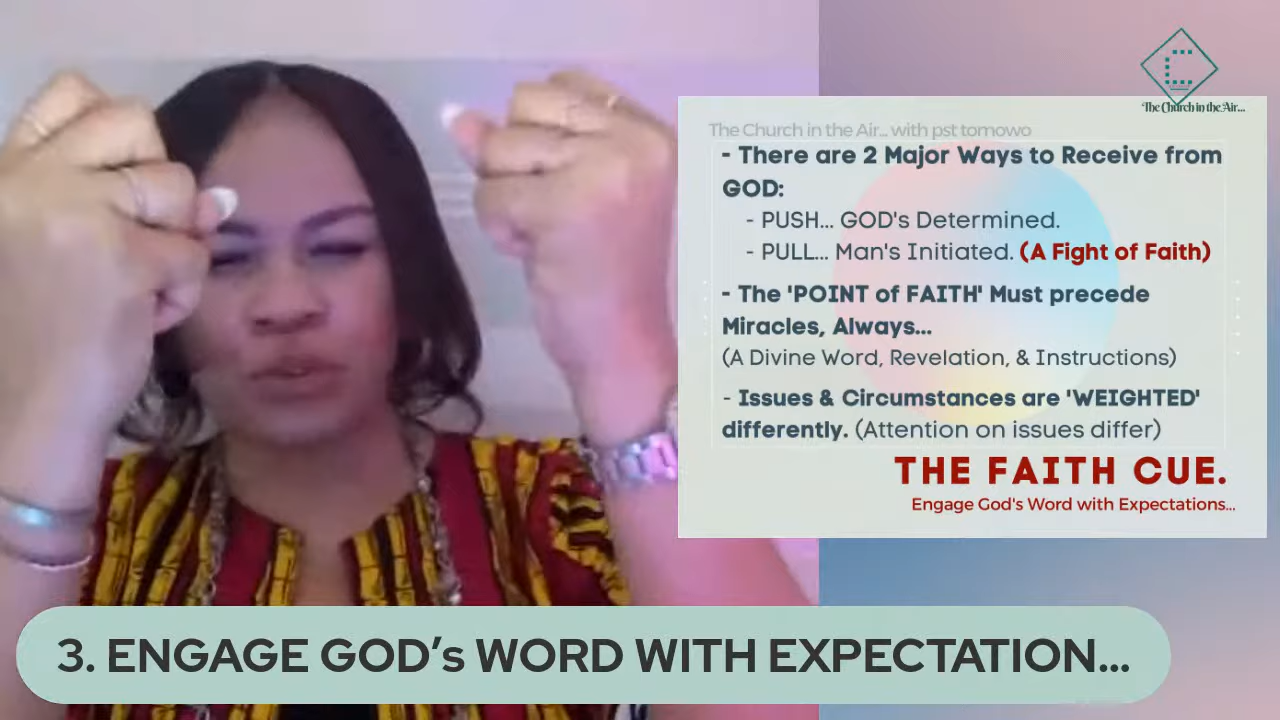 The Church in the Air...
The Church in the Air... with pst tomowo
- There are 2 Major Ways to Receive from
GOD:
- PUSH... GOD's Determined.
- PULL... Man's Initiated. (A Fight of Faith)
- The 'POINT of FAITH' Must precede
Miracles, Always...
(A Divine Word, Revelation, & Instructions)
- Issues & Circumstances are 'WEIGHTED'
differently. (Attention on issues differ)
THE FAITH CUE.
Engage God's Word with Expectations...
3. ENGAGE GOD’s WORD WITH EXPECTATION...